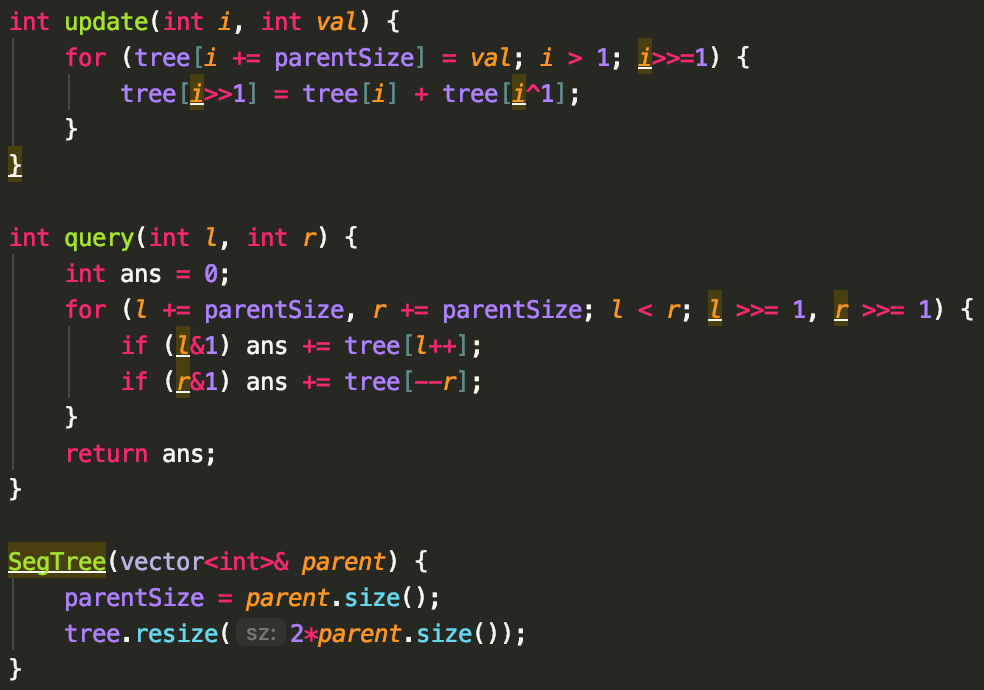 int update(int i, int val) {
    for (tree[i += parentSize] = val; i > 1; i>>=1) {
        tree[i>>1] = tree[i] + tree[i^1];
    }
}

int query(int l, int r) {
    int ans = 0;
    for (l += parentSize, r += parentSize; l < r; l >>= 1, r >>= 1) {
        if (l&1) ans += tree[l++];
        if (r&1) ans += tree[--r];
    }
    return ans;
}

SegTree(vector<int>& parent) {
    parentSize = parent.size();
    tree.resize( sz: 2*parent.size());
}